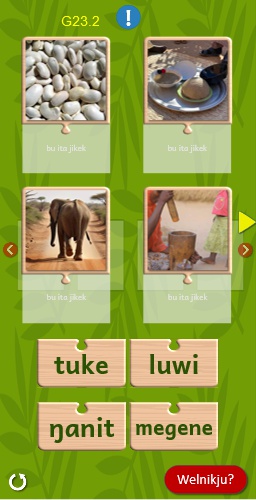 G23.2
!
bu ita jikek
bu ita jikek
bu ita jikek
bu ita jikek
tuke
luwi
ŋanit
megene
Welnikju?